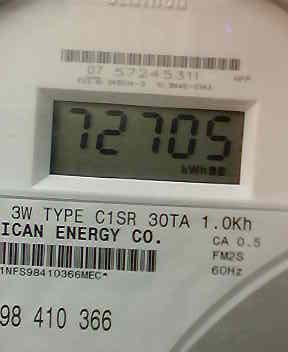 07 57245311
72705
kWh
3W TYPE C1SR 30TA 1.0Kh
ICAN ENERGY CO.
CA 0.5
FM2S
60Hz
1NFS98410366MEC*
98 410 366